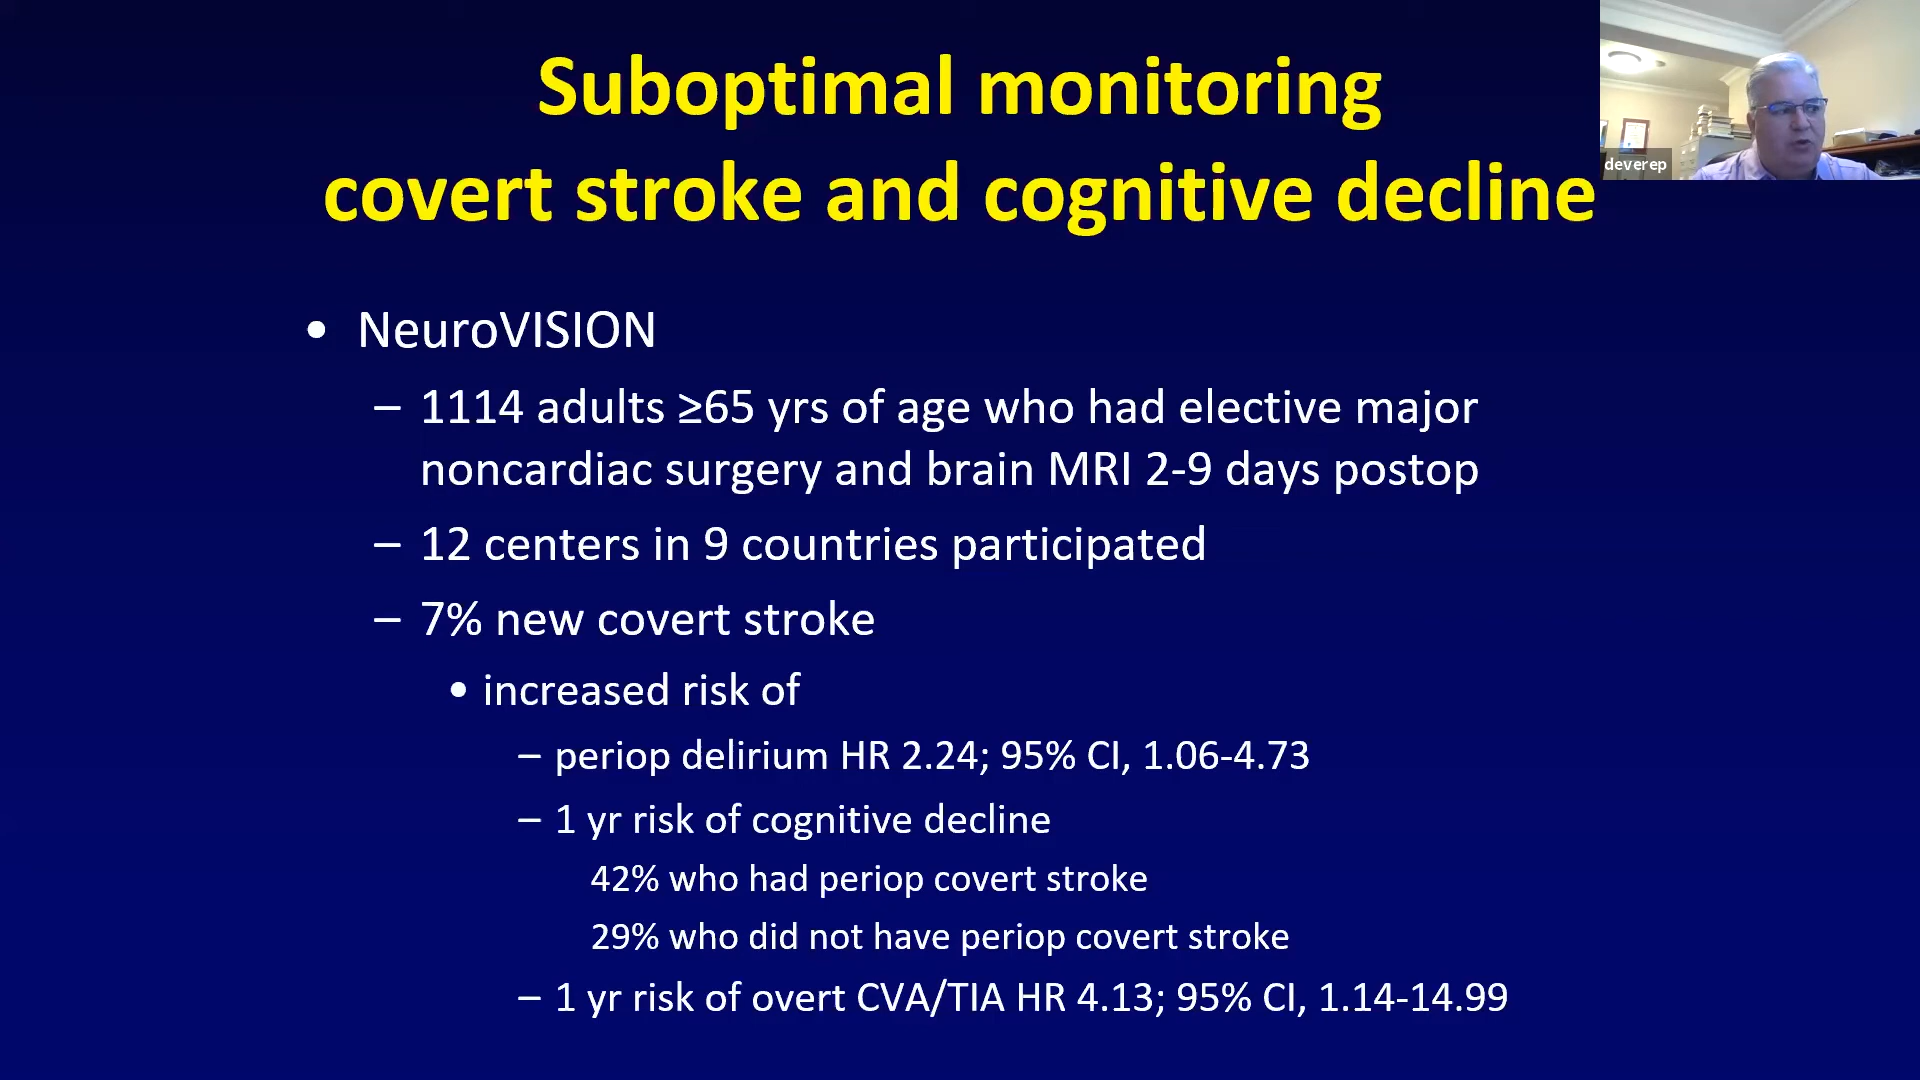 Suboptimal monitoring
covert stroke and cognitive decline
deverep
• NeuroVISION
– 1114 adults ≥65 yrs of age who had elective major
noncardiac surgery and brain MRI 2-9 days postop
– 12 centers in 9 countries participated
– 7% new covert stroke
• increased risk of
– periop delirium HR 2.24; 95% CI, 1.06-4.73
– 1 yr risk of cognitive decline
42% who had periop covert stroke
29% who did not have periop covert stroke
– 1 yr risk of overt CVA/TIA HR 4.13; 95% CI, 1.14-14.99